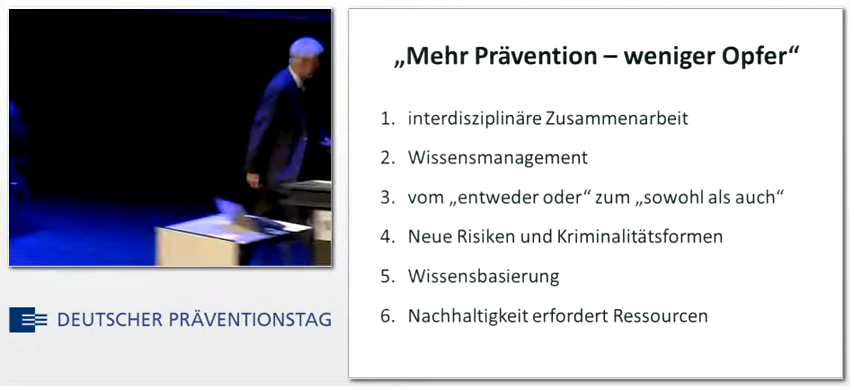 „Mehr Prävention – weniger Opfer“
1. interdisziplinäre Zusammenarbeit
2. Wissensmanagement
3. vom „entweder oder“ zum „sowohl als auch“
4. Neue Risiken und Kriminalitätsformen
5. Wissensbasierung
6. Nachhaltigkeit erfordert Ressourcen
DEUTSCHER PRÄVENTIONSTAG